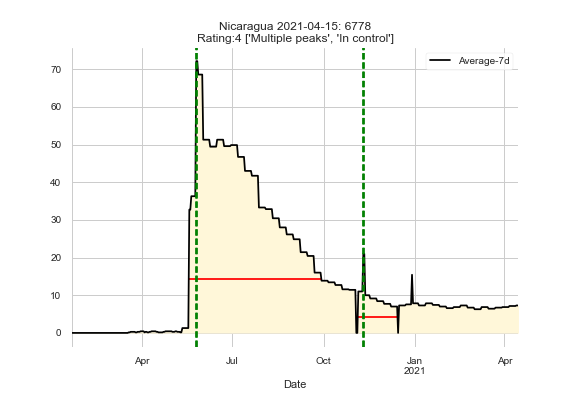 Nicaragua 2021-04-15: 6778
Rating:4 ['Multiple peaks', 'In control']
Average-7d
70
60
50
40
30
20
10
0
Apr
Jul
Oct
Jan
2021
Apr
Date